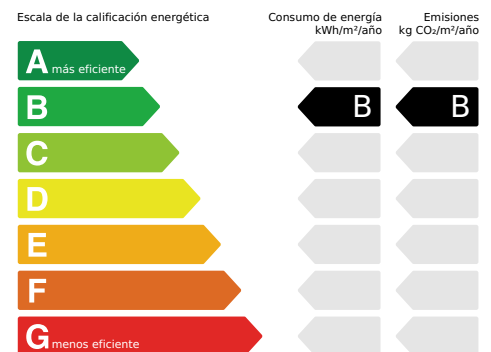 Escala de la calificación energética
Consumo de energía
kWh/m²/año
Emisiones
kg CO₂/m²/año
A más eficiente
B B B
C
D
E
F
G menos eficiente